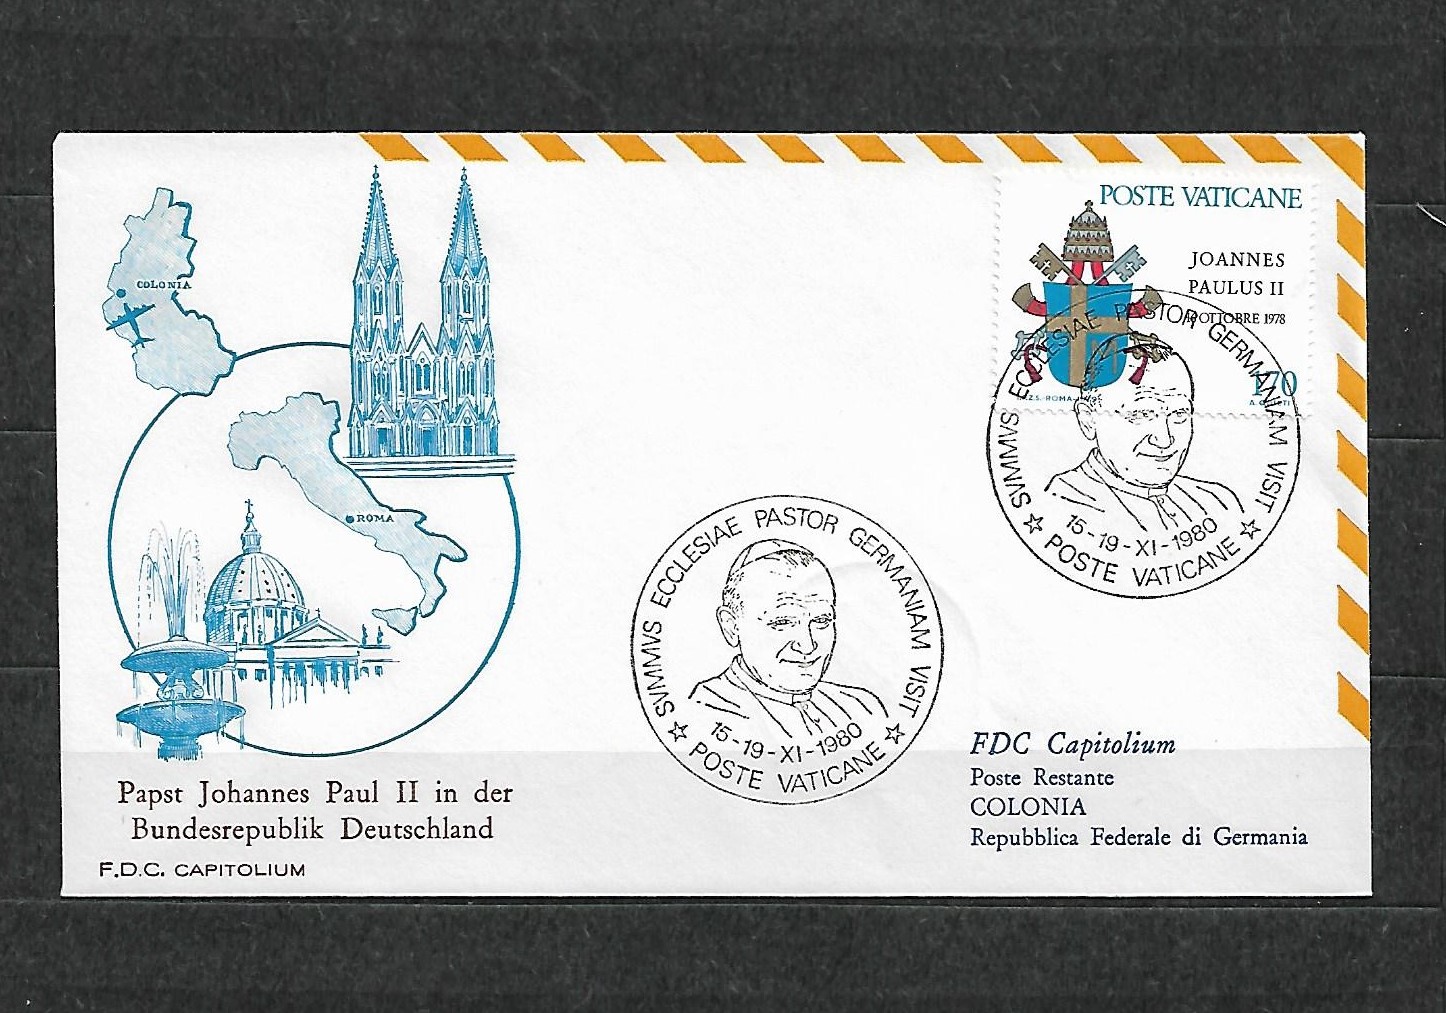 POSTE VATICANE
JOANNES
PAULUS II
OTTOBRE 1978
170
ROMA
SVMMVS ECCLESIAE PASTOR GERMANIAM VISIT
15-19-XI-1980
☆ POSTE VATICANE ☆
COLONIA
ROMA
SVMMVS ECCLESIAE PASTOR GERMANIAM VISIT
15-19-XI-1980
☆ POSTE VATICANE ☆
FDC Capitolium
Poste Restante
COLONIA
Repubblica Federale di Germania
Papst Johannes Paul II in der
Bundesrepublik Deutschland
F.D.C. CAPITOLIUM